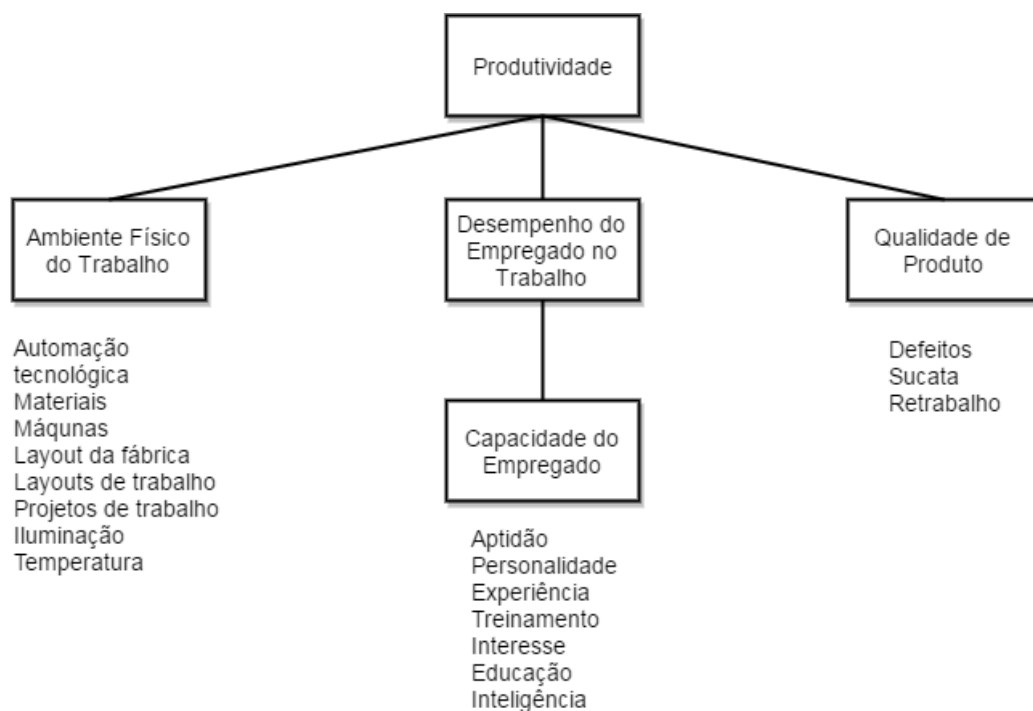 Produtividade
Ambiente Físico
do Trabalho
Desempenho do
Empregado no
Trabalho
Qualidade de
Produto
Automação
tecnológica
Materiais
Máqunas
Layout da fábrica
Layouts de trabalho
Projetos de trabalho
Iluminação
Temperatura
Defeitos
Sucata
Retrabalho
Capacidade do
Empregado
Aptidão
Personalidade
Experiência
Treinamento
Interesse
Educação
Inteligência